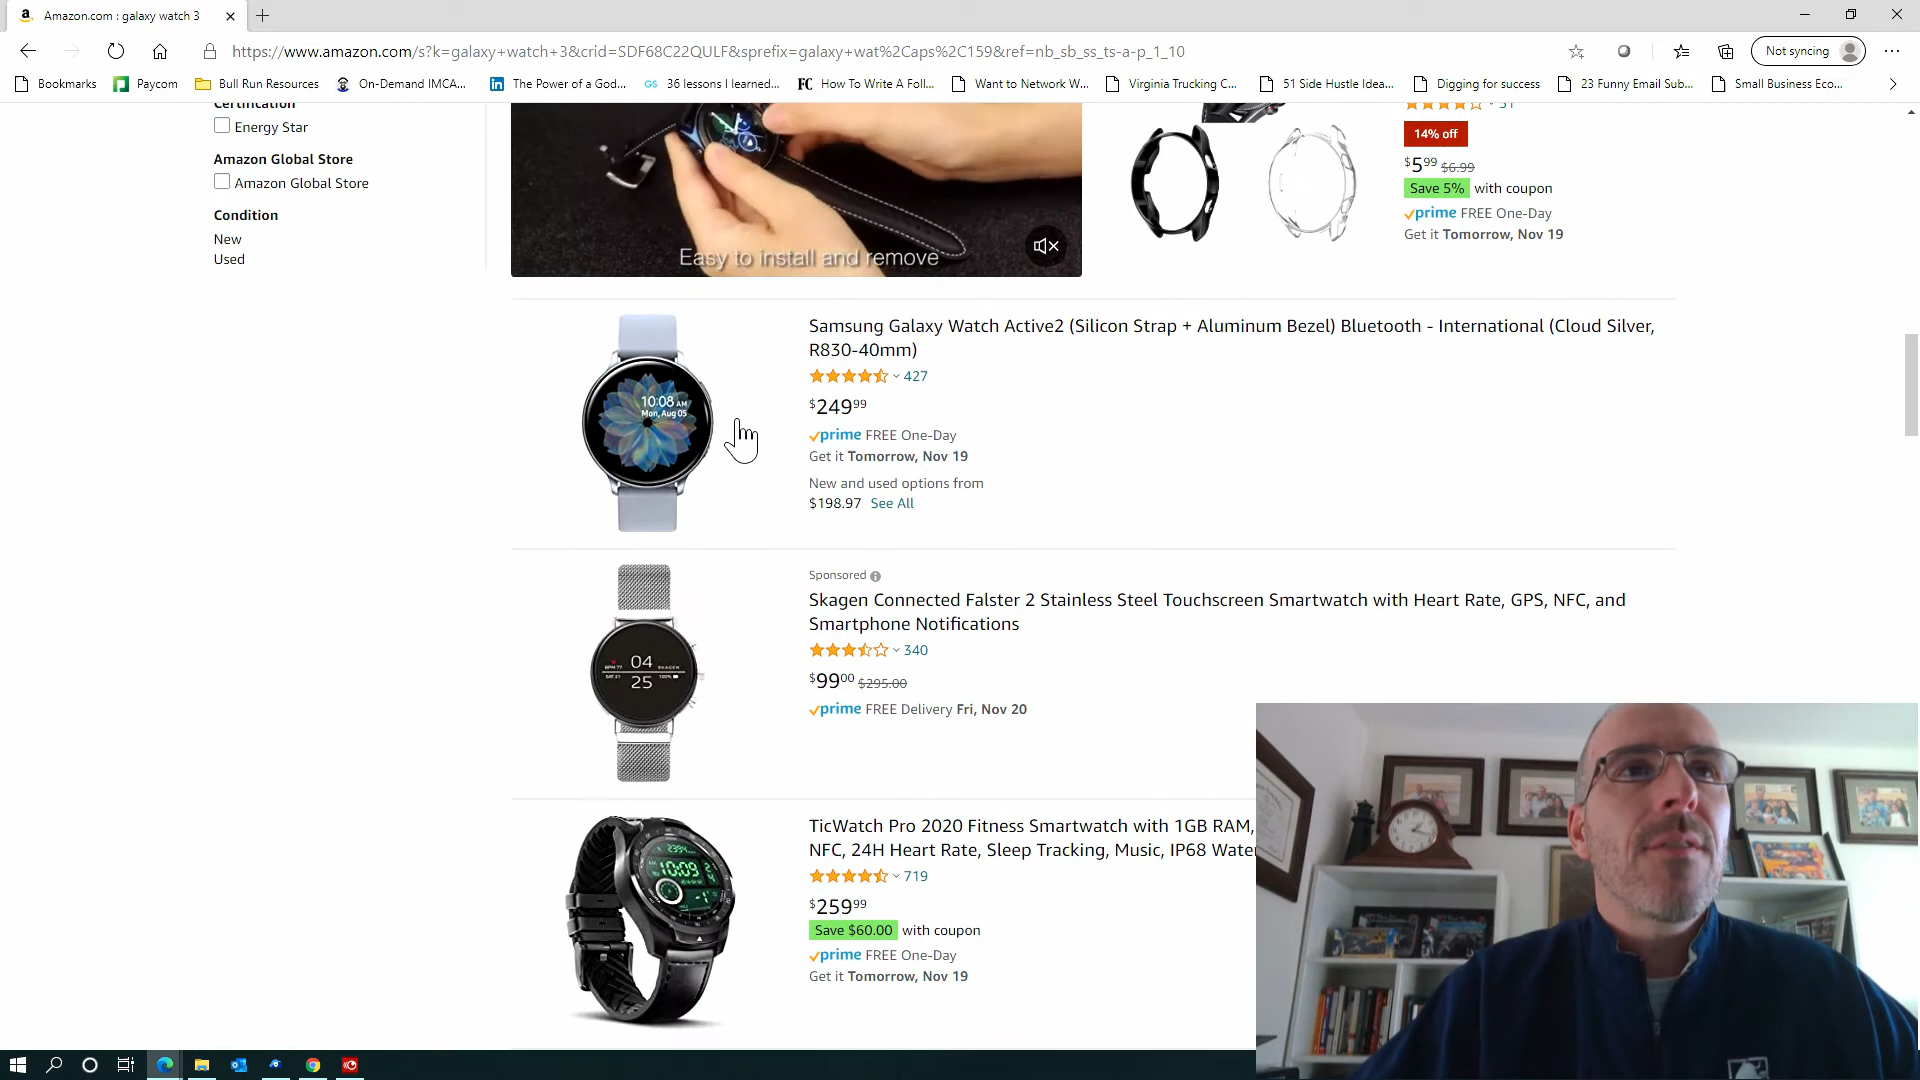 Amazon.com : galaxy watch 3
https://www.amazon.com/s?k=galaxy+watch+3&crid=SDF68C22QULF&sprefix=galaxy+wat%2Caps%2C159&ref=nb_sb_ss_ts-a-p_1_10
Not syncing
Bookmarks Paycom Bull Run Resources On-Demand IMCA... The Power of a God... 36 lessons I learned... How To Write A Foll... Want to Network W... Virginia Trucking C... 51 Side Hustle Idea... Digging for success 23 Funny Email Sub... Small Business Eco...
Certification
Energy Star
Amazon Global Store
Amazon Global Store
Condition
New
Used
Easy to install and remove
51
14% off
$5.99 $6.99
Save 5% with coupon
prime FREE One-Day
Get it Tomorrow, Nov 19
10:08 AM
Mon, Aug 05
Samsung Galaxy Watch Active2 (Silicon Strap + Aluminum Bezel) Bluetooth - International (Cloud Silver,
R830-40mm)
427
$249.99
prime FREE One-Day
Get it Tomorrow, Nov 19
New and used options from
$198.97 See All
04
SKAGEN
25
100%
Sponsored
Skagen Connected Falster 2 Stainless Steel Touchscreen Smartwatch with Heart Rate, GPS, NFC, and
Smartphone Notifications
340
$99.00 $295.00
prime FREE Delivery Fri, Nov 20
2394
10:09
TicWatch Pro 2020 Fitness Smartwatch with 1GB RAM,
NFC, 24H Heart Rate, Sleep Tracking, Music, IP68 Water
719
$259.99
Save $60.00 with coupon
prime FREE One-Day
Get it Tomorrow, Nov 19